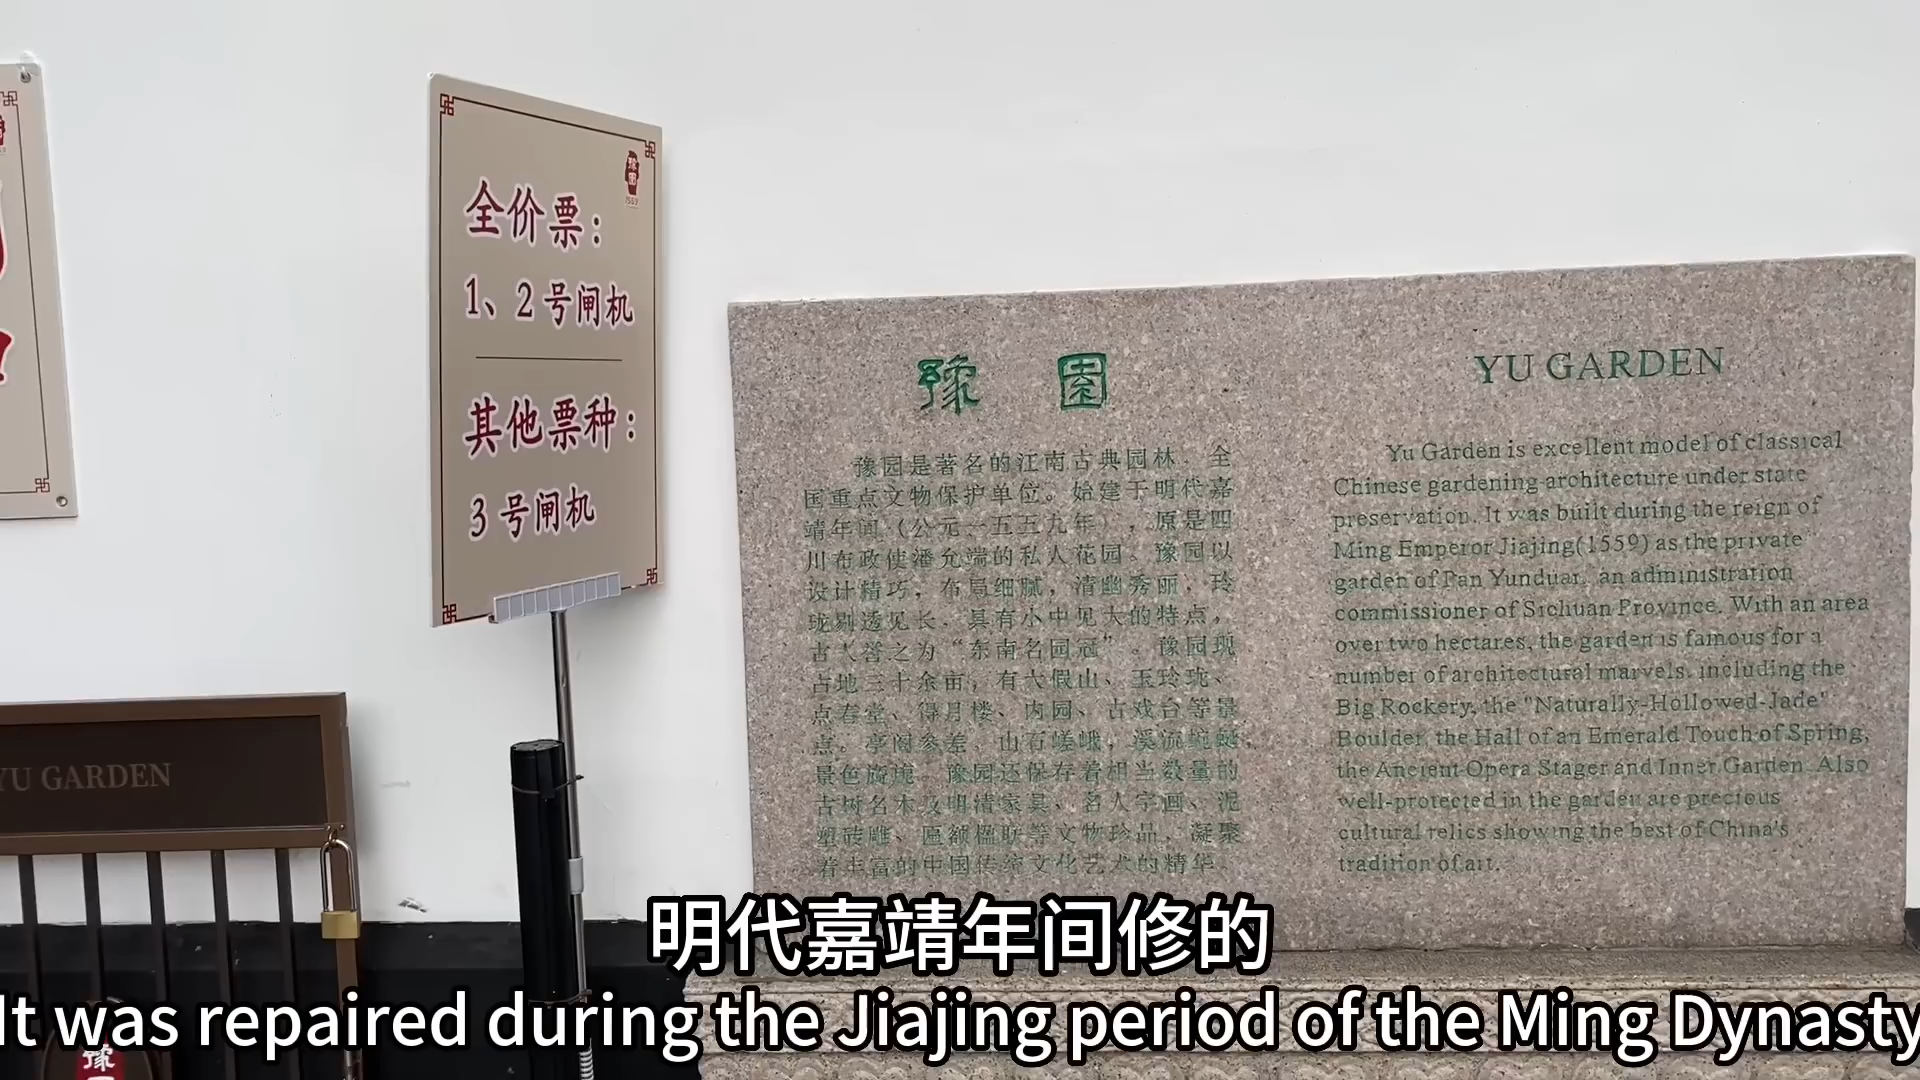 全价票：
1、2号闸机
其他票种：
3号闸机
豫園
1559
YU GARDEN
豫園
豫园是著名的江南古典园林，全
国重点文物保护单位。始建于明代嘉
靖年间（公元一五五九年），原是四
川布政使潘允端的私人花园。豫园以
设计精巧，布局细腻，清幽秀丽，玲
珑剔透见长，具有小中见大的特点，
古人誉之为“东南名园冠”。豫园现
占地三十余亩，有大假山、玉玲珑、
点春堂、得月楼、内园、古戏台等景
点。亭阁参差，山石嵯峨，溪流蜿蜒，
景色旖旎。豫园还保存着相当数量的
古树名木及明清家具、名人字画、泥
塑砖雕、匾额楹联等文物珍品，凝聚
着丰富的中国传统文化艺术的精华。
YU GARDEN
Yu Garden is excellent model of classical
Chinese gardening architecture under state
preservation. It was built during the reign of
Ming Emperor Jiajing(1559) as the private
garden of Pan Yunduan, an administration
commissioner of Sichuan Province. With an area
over two hectares, the garden is famous for a
number of architectural marvels, including the
Big Rockery, the "Naturally-Hollowed-Jade"
Boulder, the Hall of an Emerald Touch of Spring,
the Ancient Opera Stager and Inner Garden. Also
well-protected in the garden are precious
cultural relics showing the best of China's
tradition of art.
明代嘉靖年间修的
It was repaired during the Jiajing period of the Ming Dynasty
豫